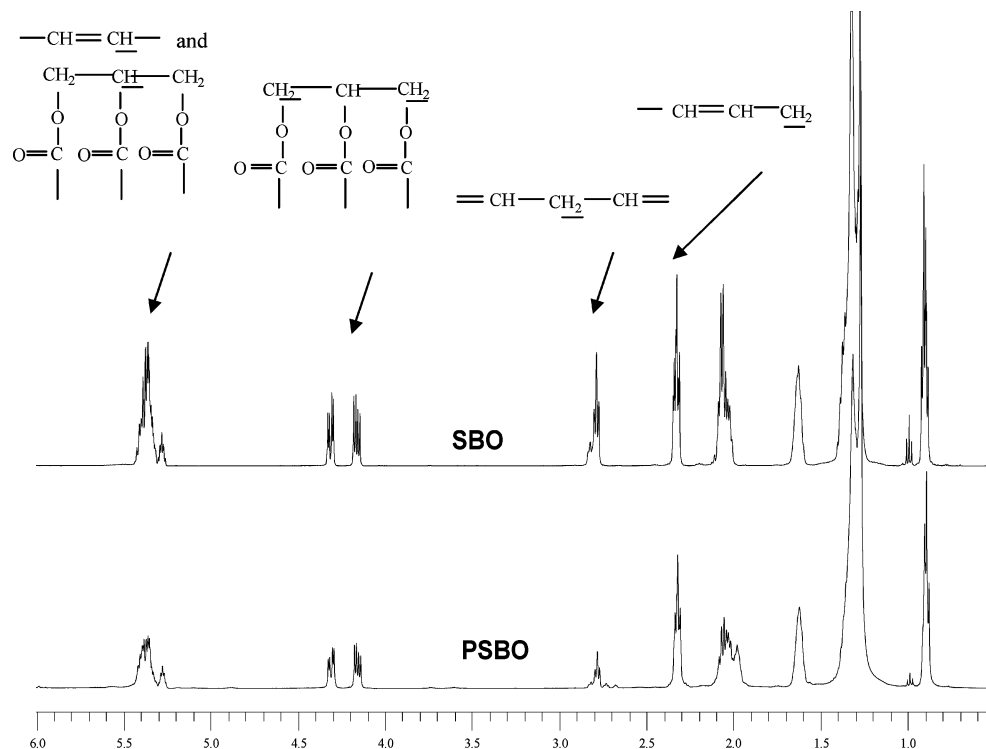 —CH=CH— and
CH2—CH—CH2
O O O
O=C O=C O=C
CH2—CH—CH2
O O O
O=C O=C O=C
— CH=CH—CH2
=CH—CH2—CH=
SBO
PSBO
6.0 5.5 5.0 4.5 4.0 3.5 3.0 2.5 2.0 1.5 1.0